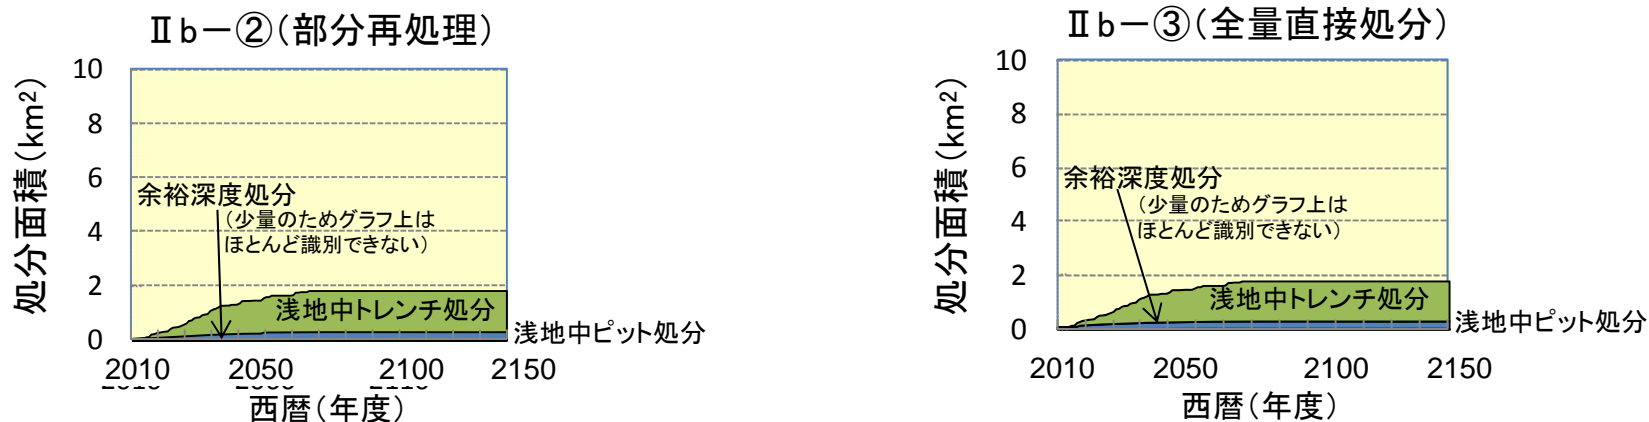 Ⅱb－②(部分再処理)
処分面積(km²)
10
8
6
4
2
0
余裕深度処分
(少量のためグラフ上は
ほとんど識別できない)
浅地中トレンチ処分
浅地中ピット処分
2010 2050 2100 2150
西暦(年度)
Ⅱb－③(全量直接処分)
処分面積(km²)
10
8
6
4
2
0
余裕深度処分
(少量のためグラフ上は
ほとんど識別できない)
浅地中トレンチ処分
浅地中ピット処分
2010 2050 2100 2150
西暦(年度)